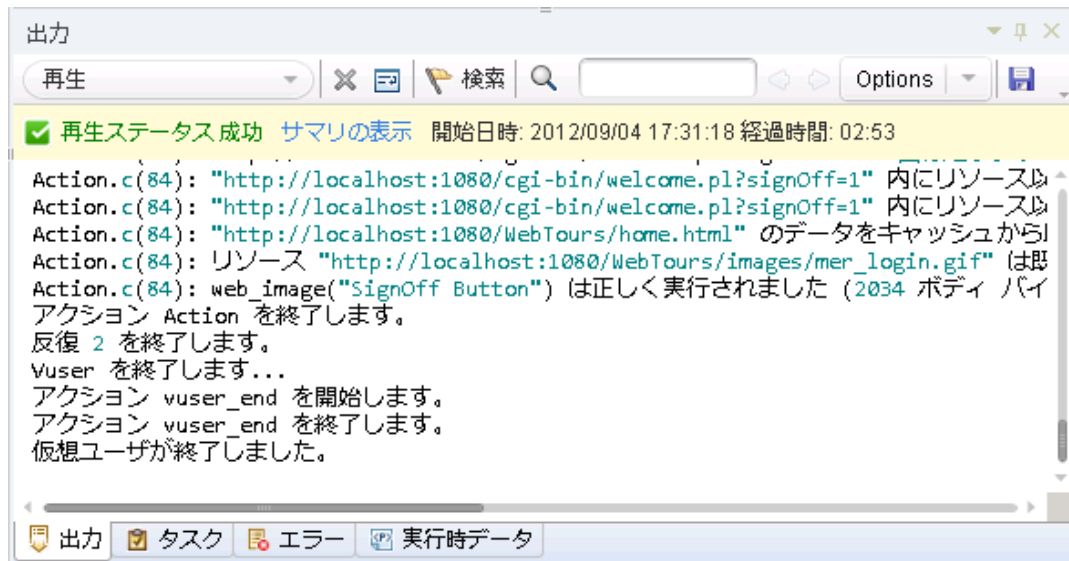 出力
再生 検索 Options
再生ステータス 成功 サマリの表示 開始日時: 2012/09/04 17:31:18 経過時間: 02:53
Action.c(84): "http://localhost:1080/cgi-bin/welcome.pl?signOff=1" 内にリソース以
Action.c(84): "http://localhost:1080/cgi-bin/welcome.pl?signOff=1" 内にリソース以
Action.c(84): "http://localhost:1080/WebTours/home.html" のデータをキャッシュから
Action.c(84): リソース "http://localhost:1080/WebTours/images/mer_login.gif" は既
Action.c(84): web_image("SignOff Button") は正しく実行されました (2034 ボディ バイ
アクション Action を終了します。
反復 2 を終了します。
Vuser を終了します...
アクション vuser_end を開始します。
アクション vuser_end を終了します。
仮想ユーザが終了しました。
出力 タスク エラー 実行時データ